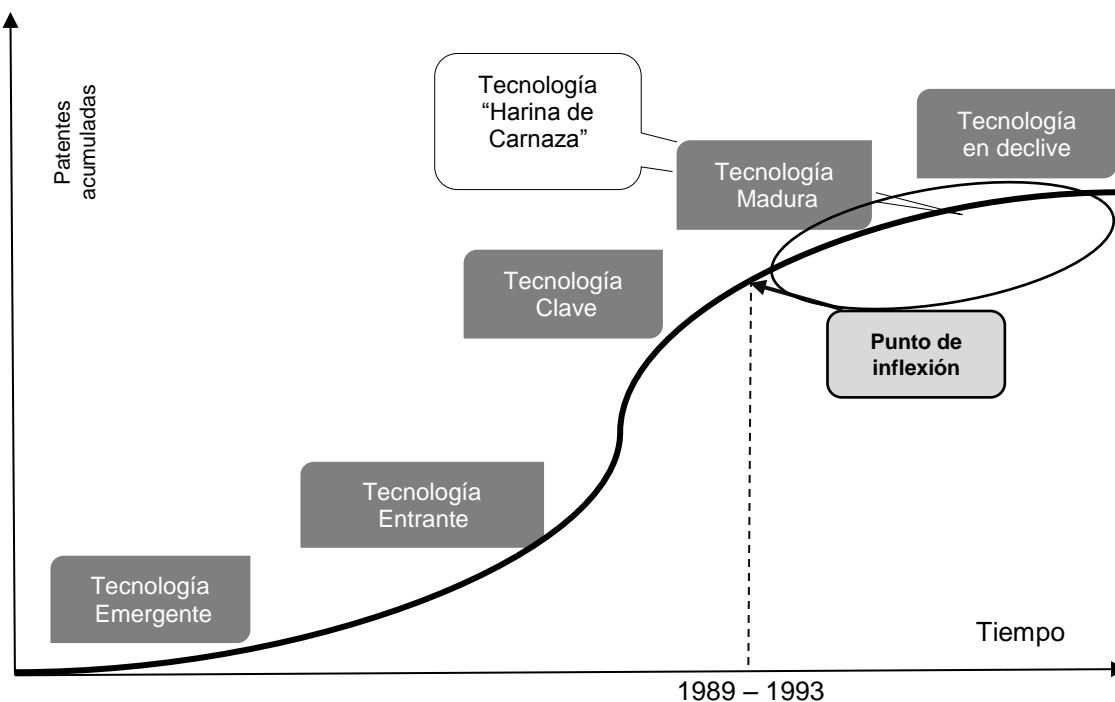 Patentes
acumuladas
Tecnología
“Harina de
Carnaza”
Tecnología
en declive
Tecnología
Madura
Tecnología
Clave
Punto de
inflexión
Tecnología
Entrante
Tecnología
Emergente
Tiempo
1989 – 1993